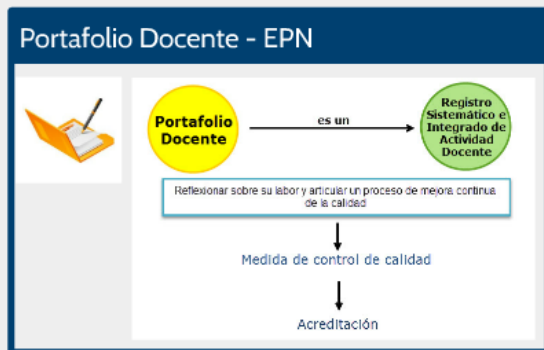 Portafolio Docente - EPN
Portafolio
Docente
es un
Registro
Sistemático e
Integrado de
Actividad
Docente
Reflexionar sobre su labor y articular un proceso de mejora continua
de la calidad
Medida de control de calidad
Acreditación